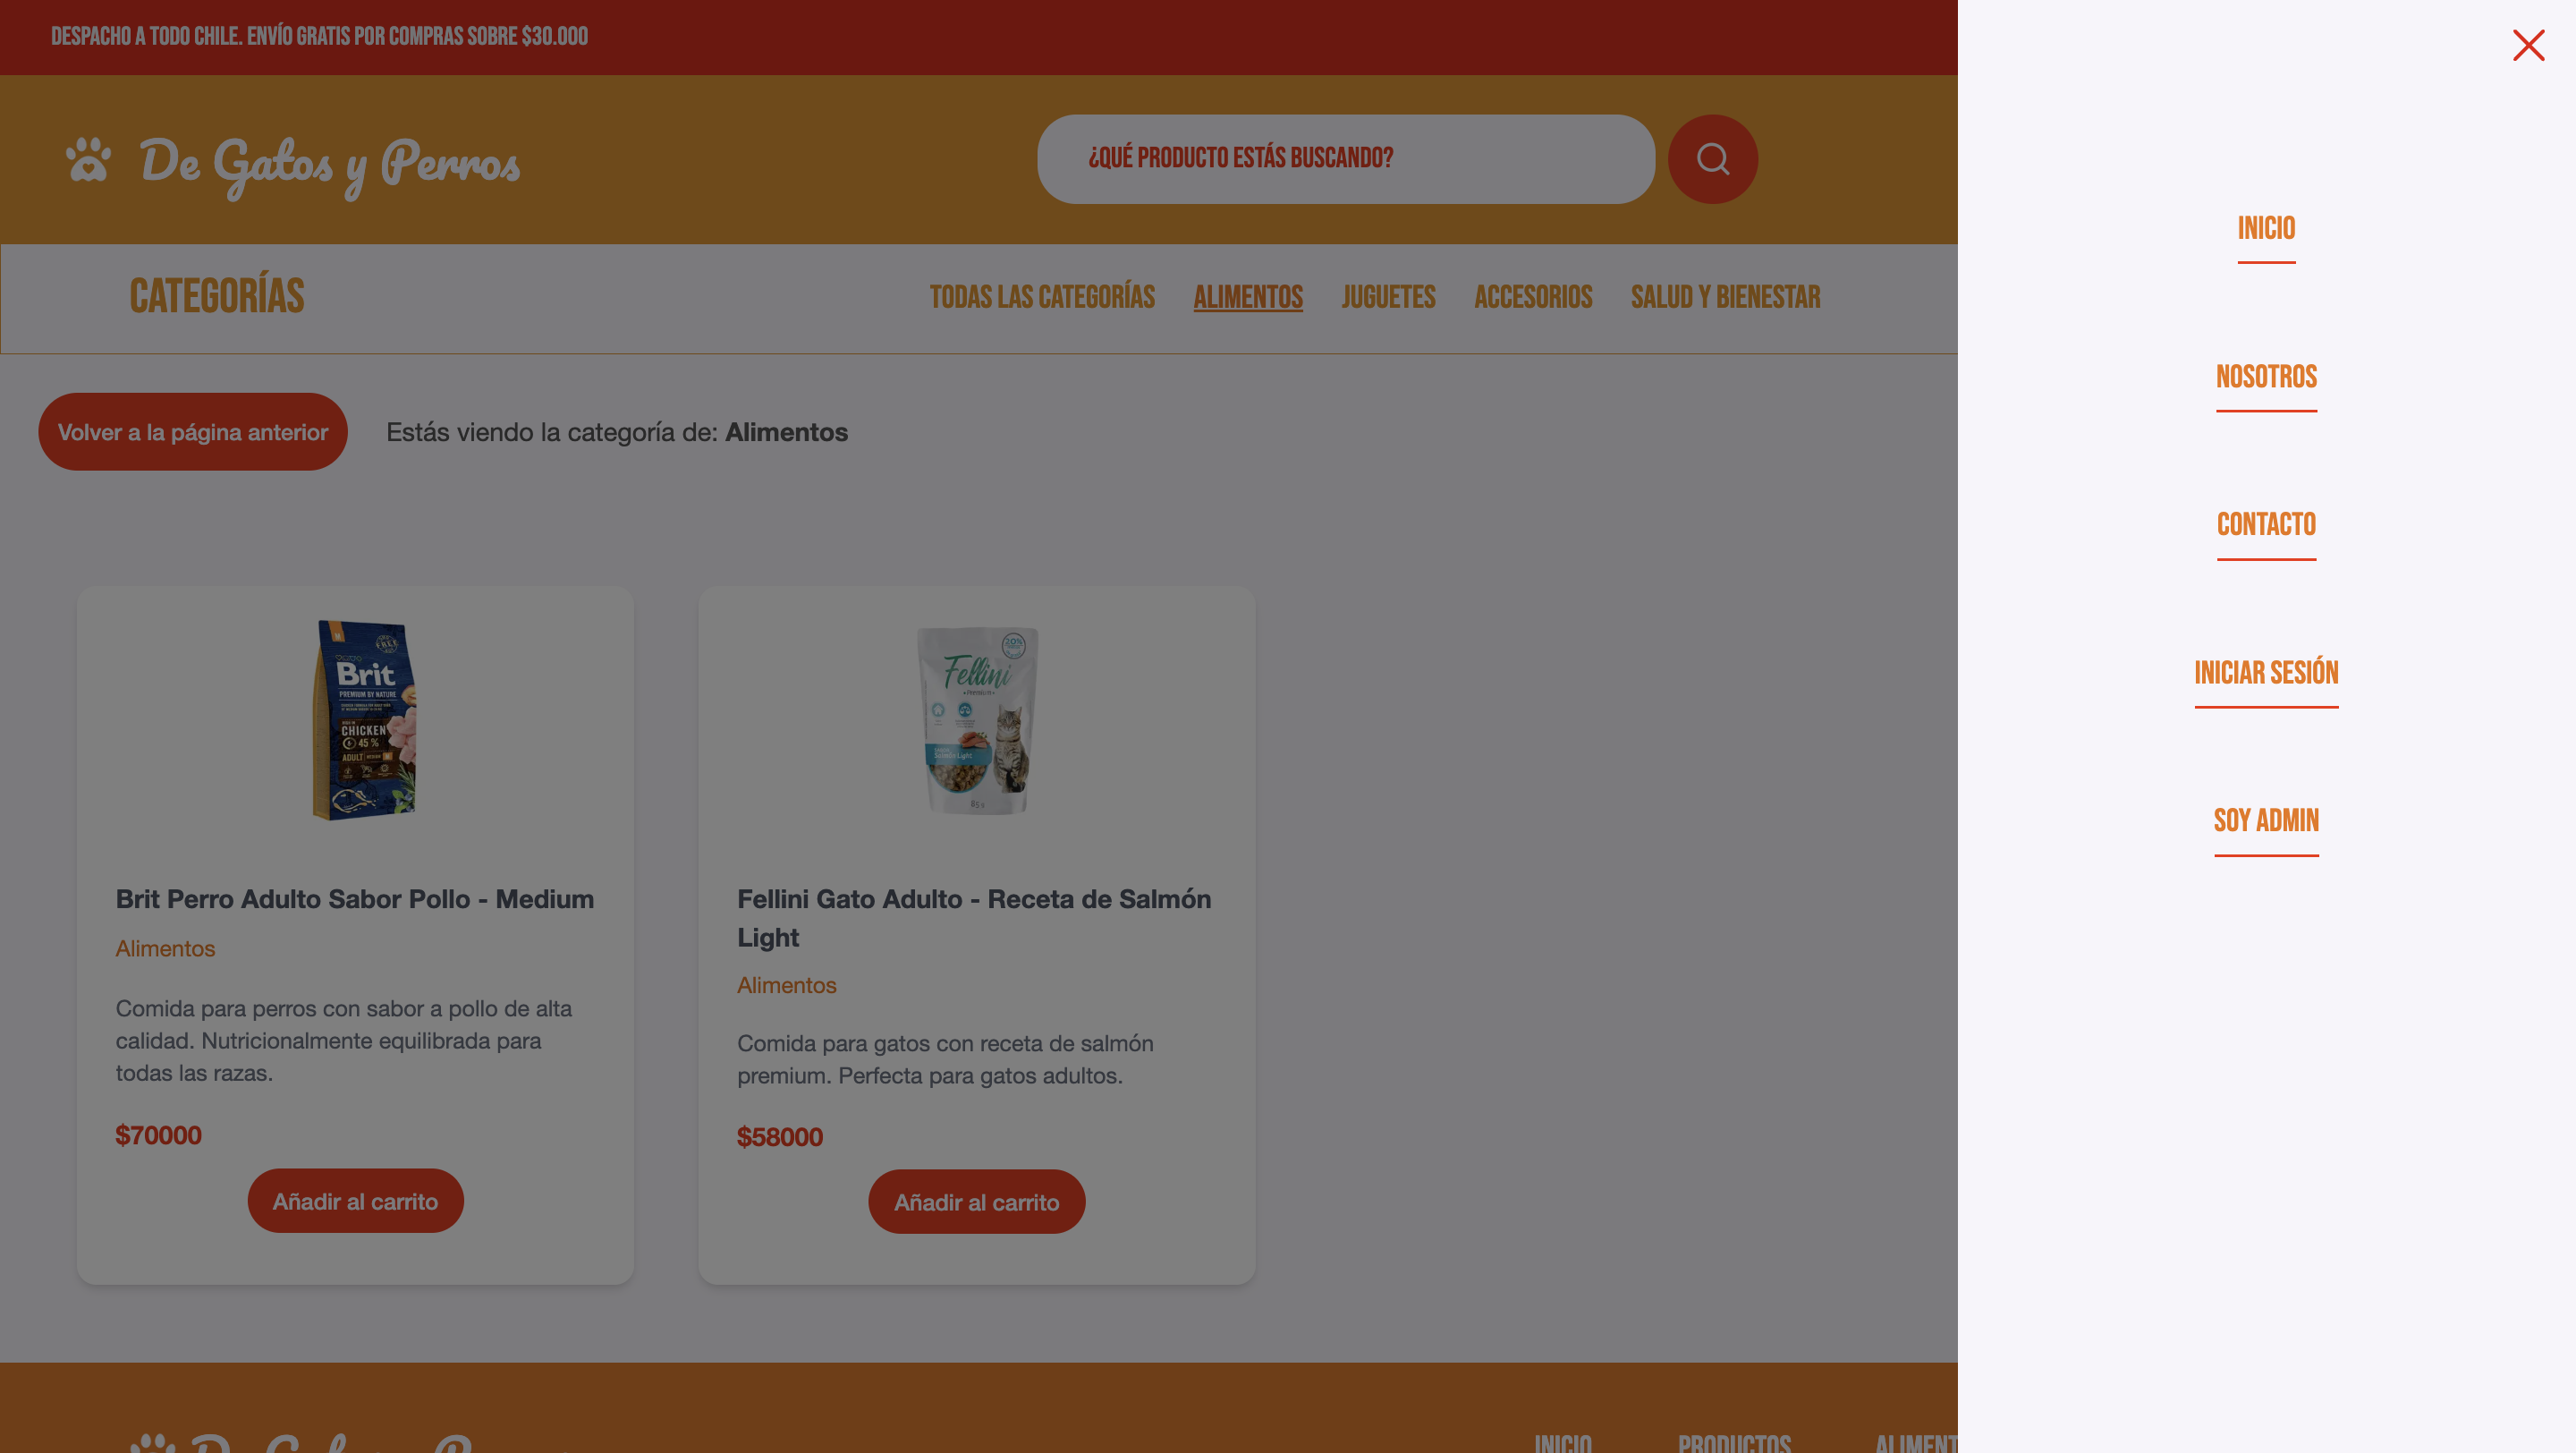 DESPACHO A TODO CHILE. ENVÍO GRATIS POR COMPRAS SOBRE $30.000
De Gatos y Perros
¿QUÉ PRODUCTO ESTÁS BUSCANDO?
CATEGORÍAS
TODAS LAS CATEGORÍAS
ALIMENTOS
JUGUETES
ACCESORIOS
SALUD Y BIENESTAR
Volver a la página anterior
Estás viendo la categoría de: Alimentos
Brit
PREMIUM BY NATURE
CHICKEN
45 %
ADULT
Brit Perro Adulto Sabor Pollo - Medium
Alimentos
Comida para perros con sabor a pollo de alta
calidad. Nutricionalmente equilibrada para
todas las razas.
$70000
Añadir al carrito
20%
Fellini
Salmón Light
85 g
Fellini Gato Adulto - Receta de Salmón
Light
Alimentos
Comida para gatos con receta de salmón
premium. Perfecta para gatos adultos.
$58000
Añadir al carrito
INICIO
NOSOTROS
CONTACTO
INICIAR SESIÓN
SOY ADMIN
INICIO
PRODUCTOS
ALIMENT